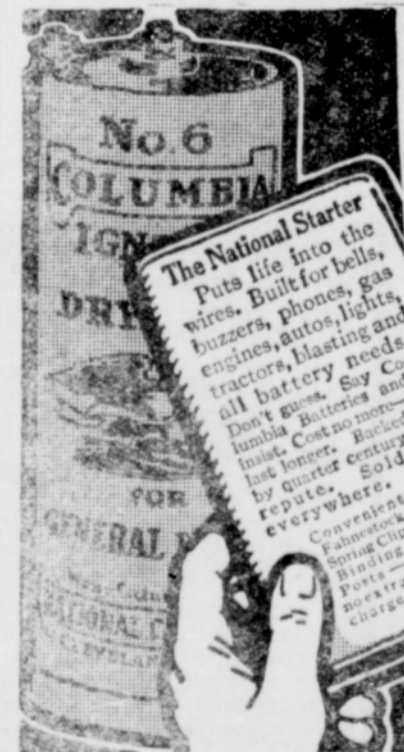 No. 6
COLUMBIA
IGN
DRY
FOR
GENERAL
CLEVELAN
The National Starter
Puts life into the
wires. Built for bells,
buzzers, phones, gas
engines, autos, lights,
tractors, blasting and
all battery needs.
Don't guess. Say Co-
lumbia Batteries and
Insist. Cost no more—
last longer. Backed
by quarter century
repute. Sold
everywhere.
Convenient
Fahnestock
Spring Clip
Binding
Posts—
no extra
charge